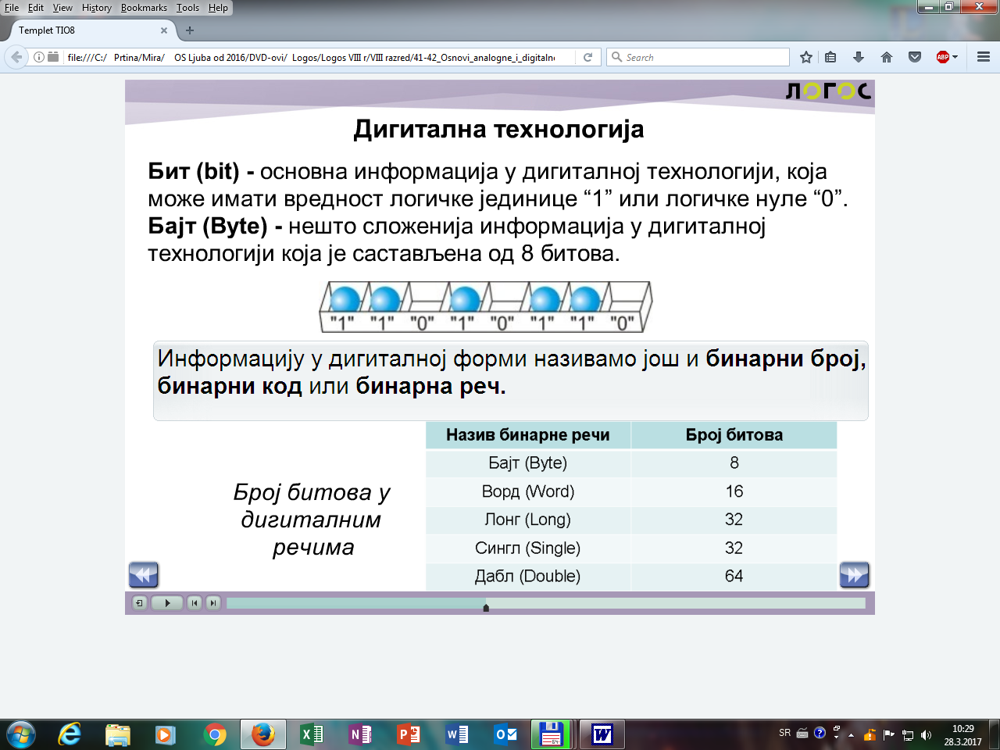 File Edit View History Bookmarks Tools Help
Templet TIO8
file:///C:/ Prtina/Mira/ OS Ljuba od 2016/DVD-ovi/ Logos/Logos VIII r/VIII razred/41-42_Osnovi_analogne_i_digitaln
Search
ABP
ЛОГОС
Дигитална технологија
Бит (bit) - основна информација у дигиталној технологији, која
може имати вредност логичке јединице “1” или логичке нуле “0”.
Бајт (Byte) - нешто сложенија информација у дигиталној
технологији која је састављена од 8 битова.
"1" "1" "0" "1" "0" "1" "1" "0"
Информацију у дигиталној форми називамо још и бинарни број,
бинарни код или бинарна реч.
Број битова у
дигиталним
речима
Назив бинарне речи Број битова
Бајт (Byte) 8
Ворд (Word) 16
Лонг (Long) 32
Сингл (Single) 32
Дабл (Double) 64
SR
10:29
28.3.2017